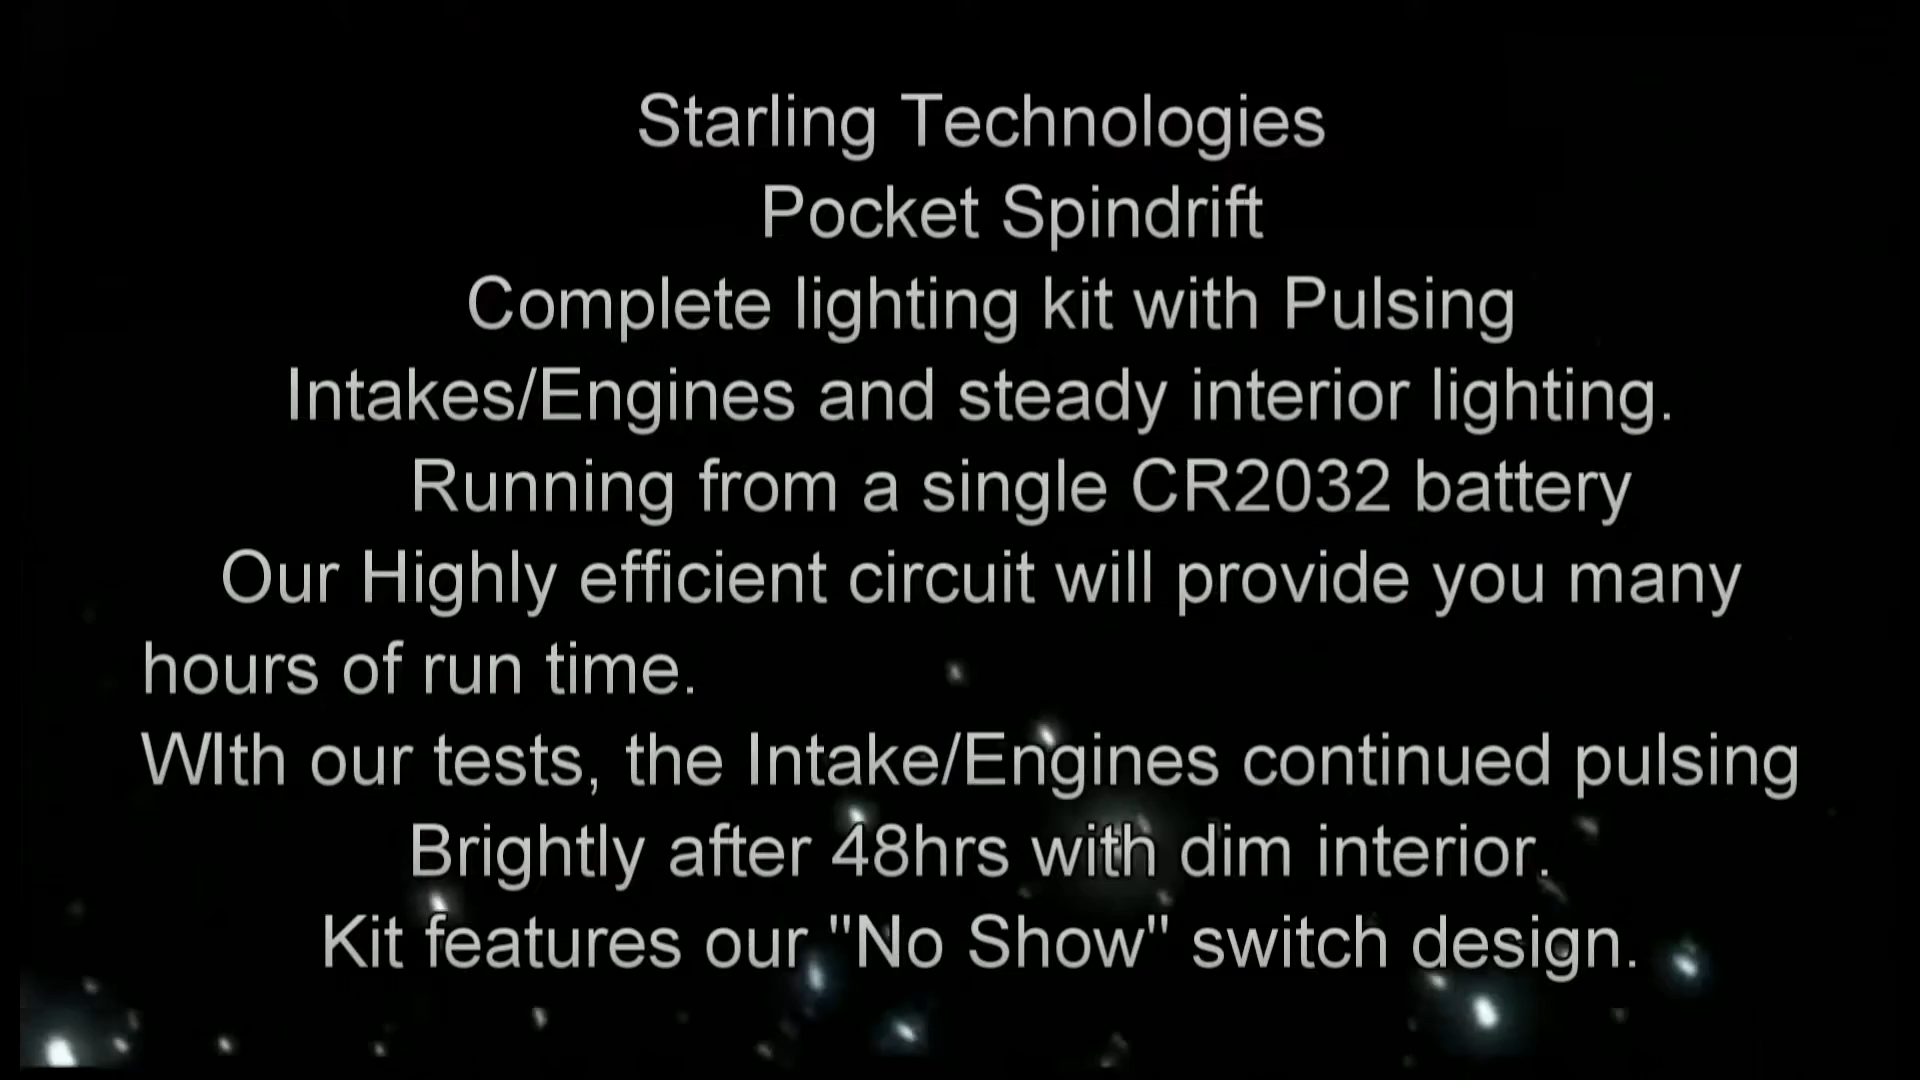 Starling Technologies
Pocket Spindrift
Complete lighting kit with Pulsing
Intakes/Engines and steady interior lighting.
Running from a single CR2032 battery
Our Highly efficient circuit will provide you many
hours of run time.
WIth our tests, the Intake/Engines continued pulsing
Brightly after 48hrs with dim interior.
Kit features our "No Show" switch design.